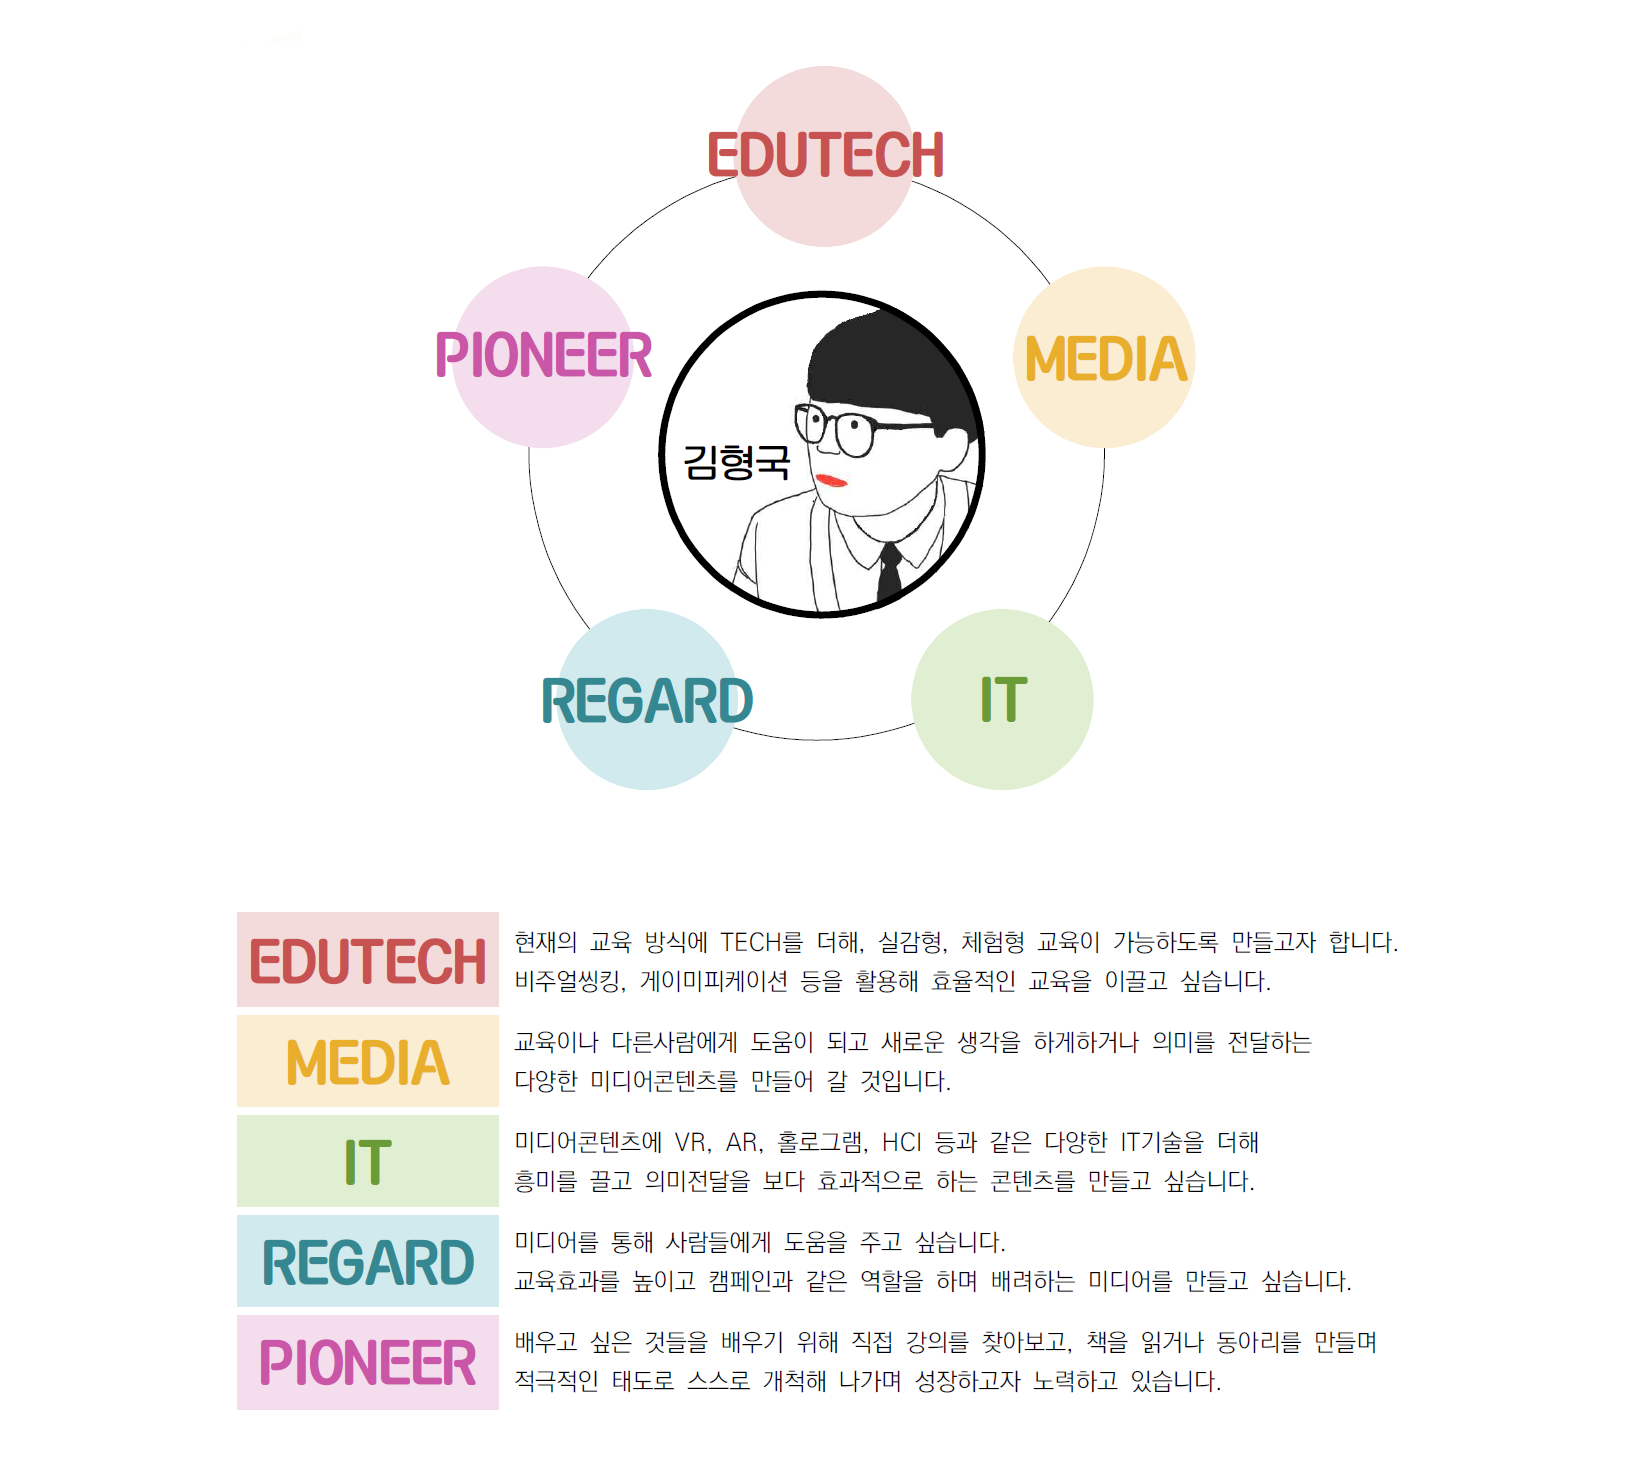 EDUTECH
PIONEER
MEDIA
김형국
REGARD
IT
EDUTECH
현재의 교육 방식에 TECH를 더해, 실감형, 체험형 교육이 가능하도록 만들고자 합니다.
비주얼씽킹, 게이미피케이션 등을 활용해 효율적인 교육을 이끌고 싶습니다.
MEDIA
교육이나 다른사람에게 도움이 되고 새로운 생각을 하게하거나 의미를 전달하는
다양한 미디어콘텐츠를 만들어 갈 것입니다.
IT
미디어콘텐츠에 VR, AR, 홀로그램, HCI 등과 같은 다양한 IT기술을 더해
흥미를 끌고 의미전달을 보다 효과적으로 하는 콘텐츠를 만들고 싶습니다.
REGARD
미디어를 통해 사람들에게 도움을 주고 싶습니다.
교육효과를 높이고 캠페인과 같은 역할을 하며 배려하는 미디어를 만들고 싶습니다.
PIONEER
배우고 싶은 것들을 배우기 위해 직접 강의를 찾아보고, 책을 읽거나 동아리를 만들며
적극적인 태도로 스스로 개척해 나가며 성장하고자 노력하고 있습니다.